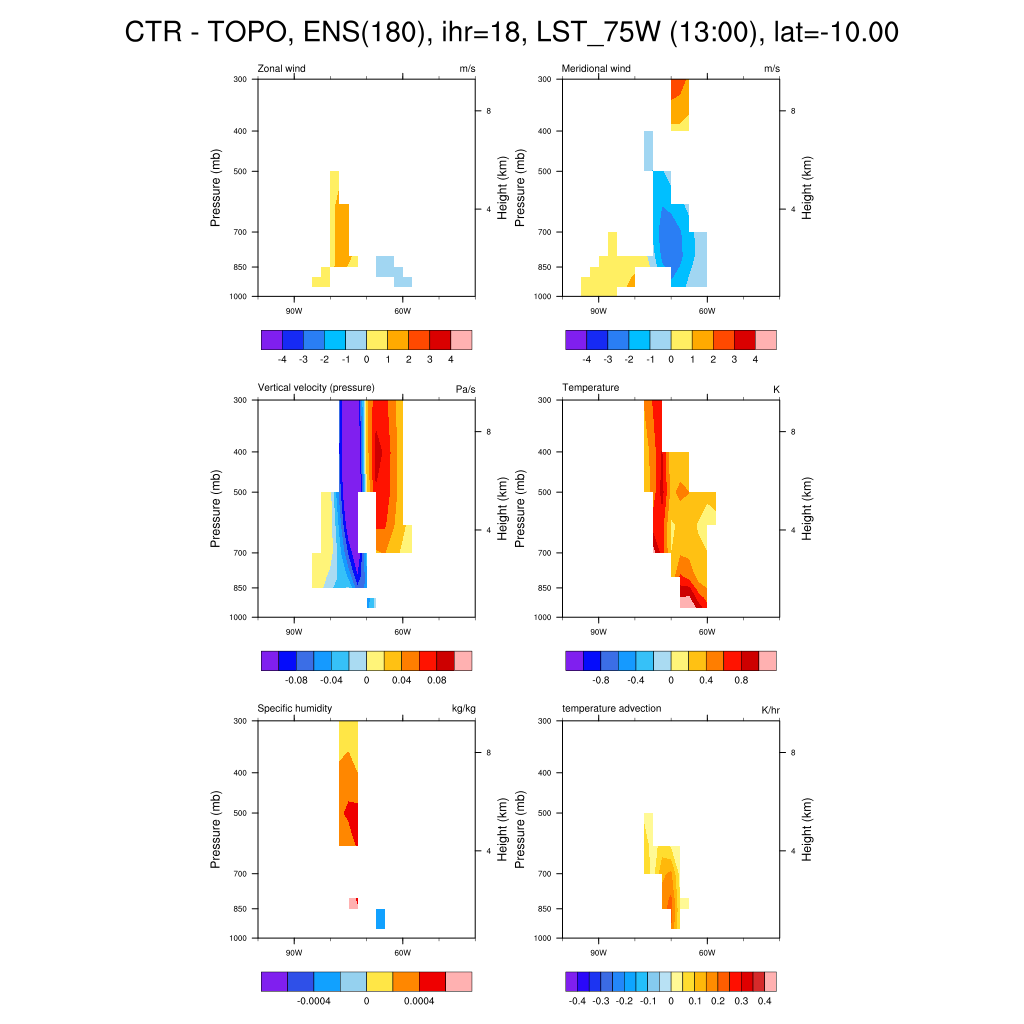 CTR - TOPO, ENS(180), ihr=18, LST_75W (13:00), lat=-10.00
Zonal wind m/s
Pressure (mb)
300
400
500
700
850
1000
90W 60W
8
4
Height (km)
-4 -3 -2 -1 0 1 2 3 4
Meridional wind m/s
Pressure (mb)
300
400
500
700
850
1000
90W 60W
8
4
Height (km)
-4 -3 -2 -1 0 1 2 3 4
Vertical velocity (pressure) Pa/s
Pressure (mb)
300
400
500
700
850
1000
90W 60W
8
4
Height (km)
-0.08 -0.04 0 0.04 0.08
Temperature K
Pressure (mb)
300
400
500
700
850
1000
90W 60W
8
4
Height (km)
-0.8 -0.4 0 0.4 0.8
Specific humidity kg/kg
Pressure (mb)
300
400
500
700
850
1000
90W 60W
8
4
Height (km)
-0.0004 0 0.0004
temperature advection K/hr
Pressure (mb)
300
400
500
700
850
1000
90W 60W
8
4
Height (km)
-0.4 -0.3 -0.2 -0.1 0 0.1 0.2 0.3 0.4